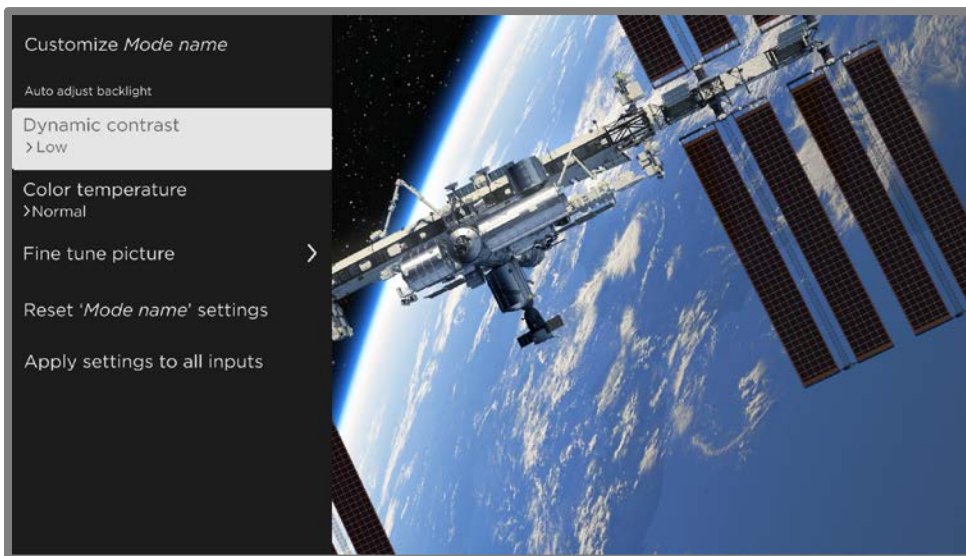 Customize Mode name
Auto adjust backlight
Dynamic contrast
>Low
Color temperature
>Normal
Fine tune picture >
Reset ‘Mode name’ settings
Apply settings to all inputs